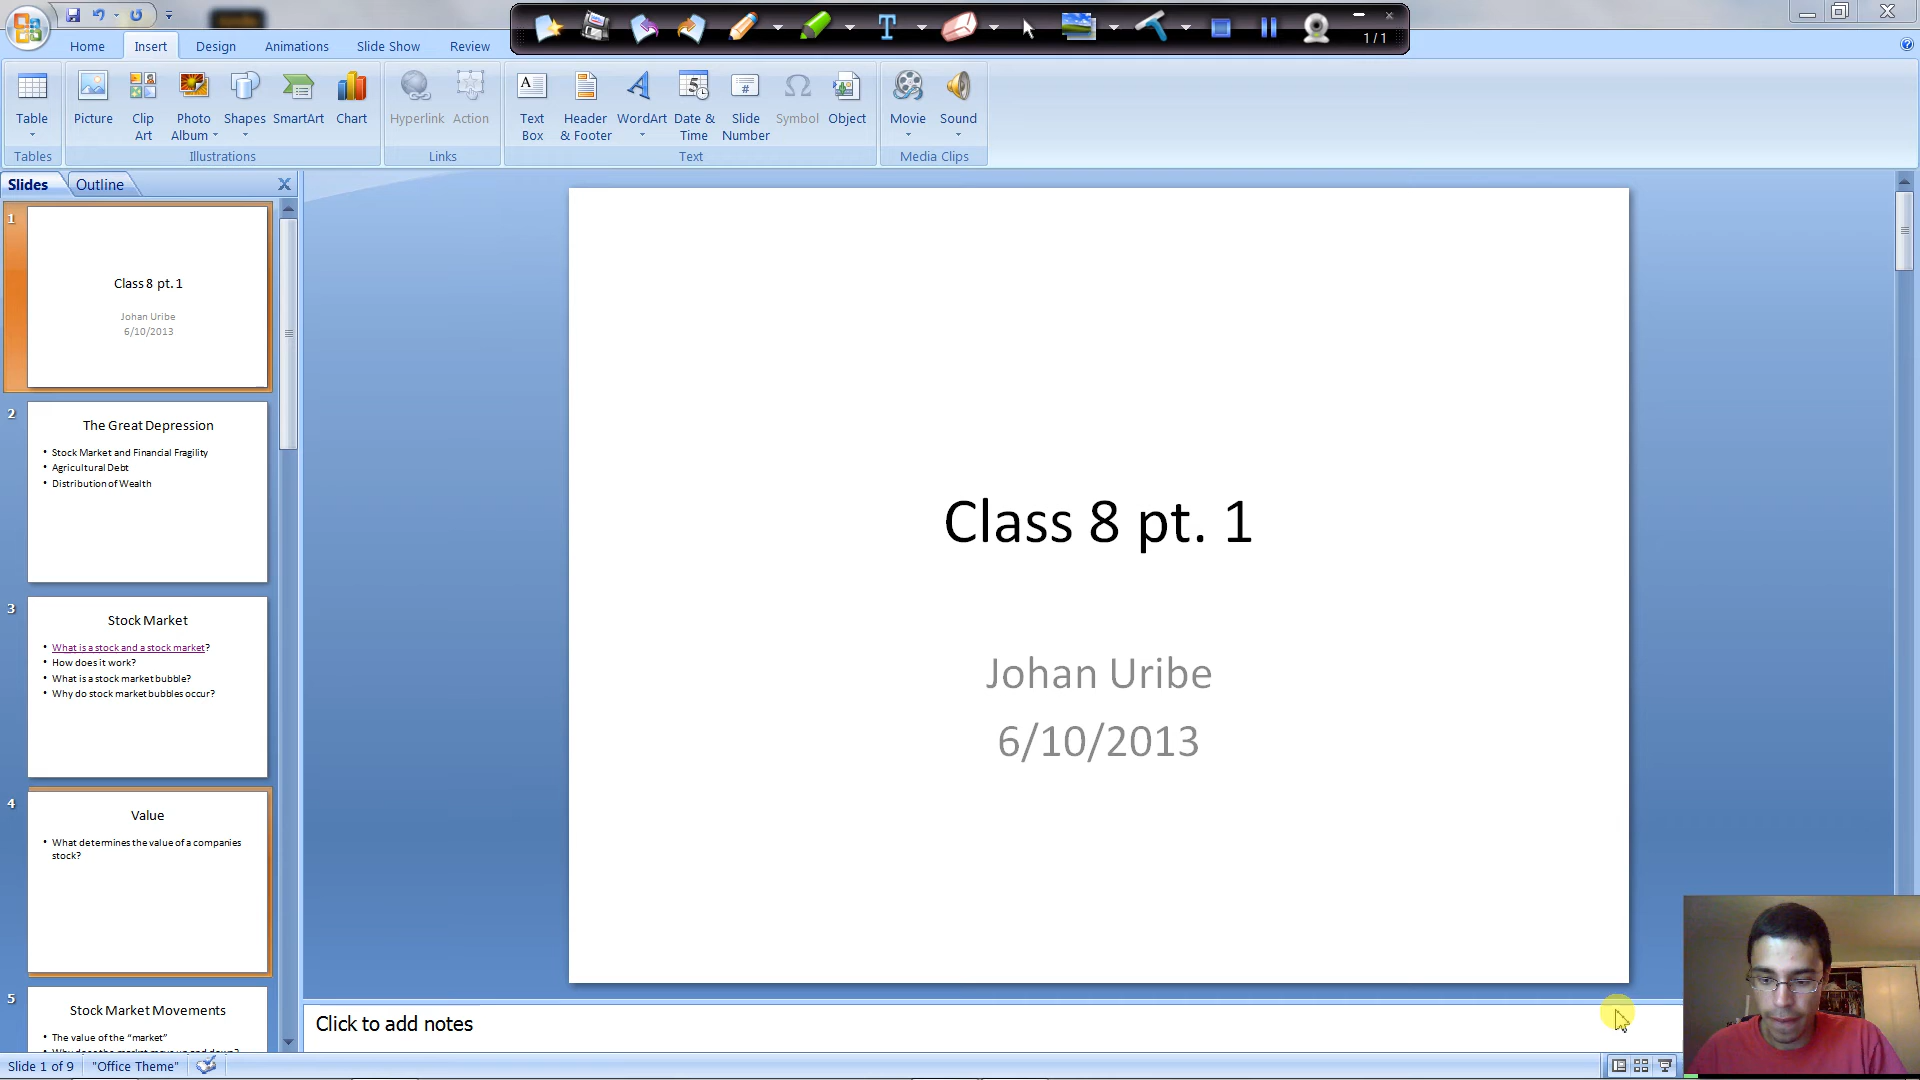 1 / 1
Home Insert Design Animations Slide Show Review
Table
Picture
Clip Art
Photo Album
Shapes
SmartArt
Chart
Hyperlink
Action
Text Box
Header & Footer
WordArt
Date & Time
Slide Number
Symbol
Object
Movie
Sound
Tables
Illustrations
Links
Text
Media Clips
Slides
Outline
1
Class 8 pt. 1
Johan Uribe
6/10/2013
2
The Great Depression
• Stock Market and Financial Fragility
• Agricultural Debt
• Distribution of Wealth
3
Stock Market
• What is a stock and a stock market?
• How does it work?
• What is a stock market bubble?
• Why do stock market bubbles occur?
4
Value
• What determines the value of a companies
stock?
5
Stock Market Movements
• The value of the “market”
Class 8 pt. 1
Johan Uribe
6/10/2013
Click to add notes
Slide 1 of 9
"Office Theme"